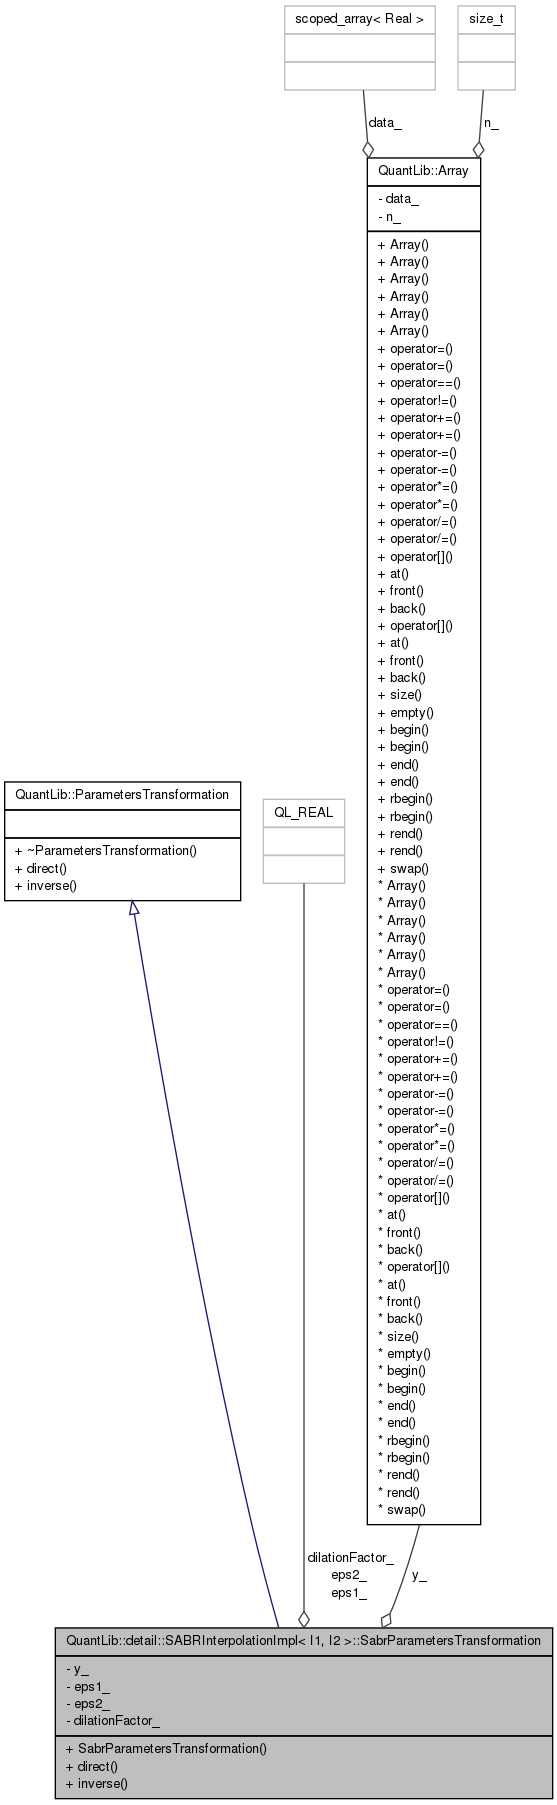 scoped_array< Real >
size_t
data_
n_
QuantLib::Array
- data_
- n_
+ Array()
+ Array()
+ Array()
+ Array()
+ Array()
+ Array()
+ operator=()
+ operator=()
+ operator==()
+ operator!=()
+ operator+=()
+ operator+=()
+ operator-=()
+ operator-=()
+ operator*=()
+ operator*=()
+ operator/=()
+ operator/=()
+ operator[]()
+ at()
+ front()
+ back()
+ operator[]()
+ at()
+ front()
+ back()
+ size()
+ empty()
+ begin()
+ begin()
+ end()
+ end()
+ rbegin()
+ rbegin()
+ rend()
+ rend()
+ swap()
* Array()
* Array()
* Array()
* Array()
* Array()
* Array()
* operator=()
* operator=()
* operator==()
* operator!=()
* operator+=()
* operator+=()
* operator-=()
* operator-=()
* operator*=()
* operator*=()
* operator/=()
* operator/=()
* operator[]()
* at()
* front()
* back()
* operator[]()
* at()
* front()
* back()
* size()
* empty()
* begin()
* begin()
* end()
* end()
* rbegin()
* rbegin()
* rend()
* rend()
* swap()
QuantLib::ParametersTransformation
+ ~ParametersTransformation()
+ direct()
+ inverse()
QL_REAL
dilationFactor_
eps2_
eps1_
y_
QuantLib::detail::SABRInterpolationImpl< I1, I2 >::SabrParametersTransformation
- y_
- eps1_
- eps2_
- dilationFactor_
+ SabrParametersTransformation()
+ direct()
+ inverse()